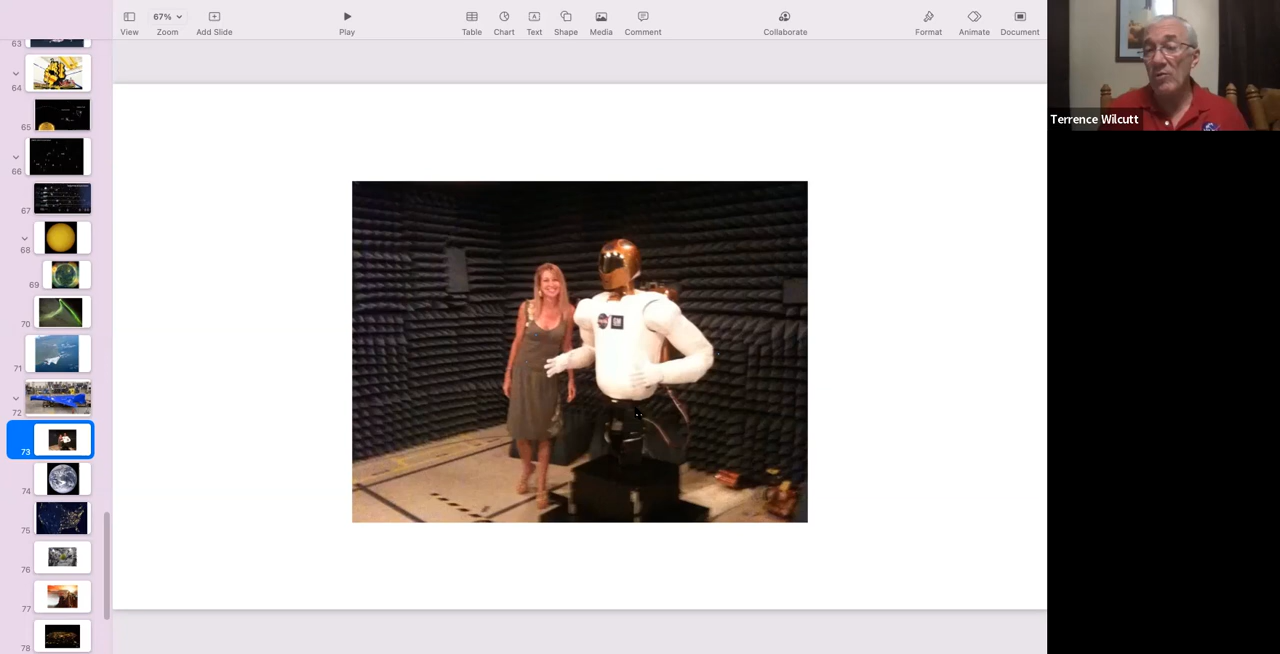 67%
View
Zoom
Add Slide
Play
Table
Chart
Text
Shape
Media
Comment
Collaborate
Format
Animate
Document
Terrence Wilcutt
63
64
65
66
67
68
69
70
71
72
73
74
75
76
77
78
GM